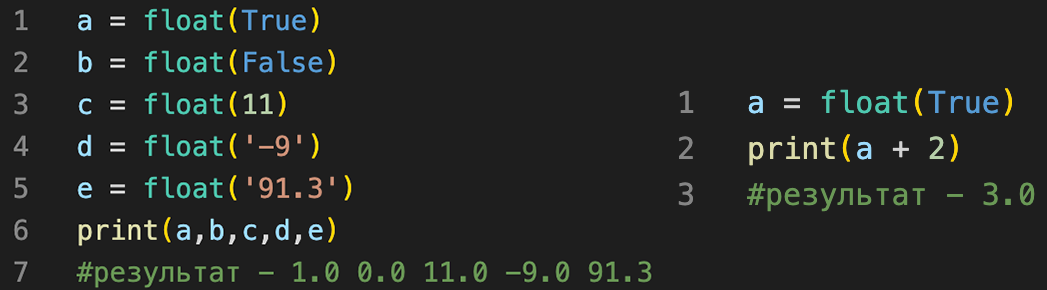 1 a = float(True)
2 b = float(False)
3 c = float(11)
4 d = float('-9')
5 e = float('91.3')
6 print(a,b,c,d,e)
7 #результат - 1.0 0.0 11.0 -9.0 91.3
1 a = float(True)
2 print(a + 2)
3 #результат - 3.0